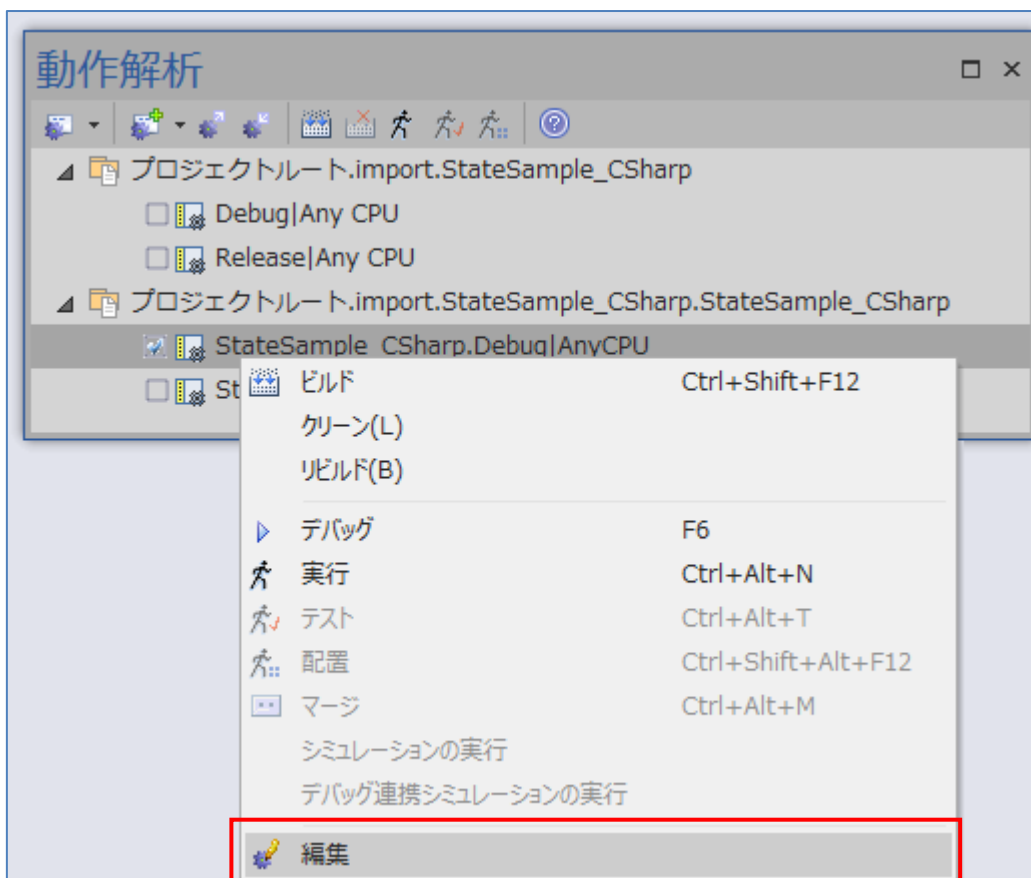 動作解析
プロジェクトルート.import.StateSample_CSharp
Debug|Any CPU
Release|Any CPU
プロジェクトルート.import.StateSample_CSharp.StateSample_CSharp
StateSample_CSharp.Debug|AnyCPU
St
ビルド Ctrl+Shift+F12
クリーン(L)
リビルド(B)
デバッグ F6
実行 Ctrl+Alt+N
テスト Ctrl+Alt+T
配置 Ctrl+Shift+Alt+F12
マージ Ctrl+Alt+M
シミュレーションの実行
デバッグ連携シミュレーションの実行
編集